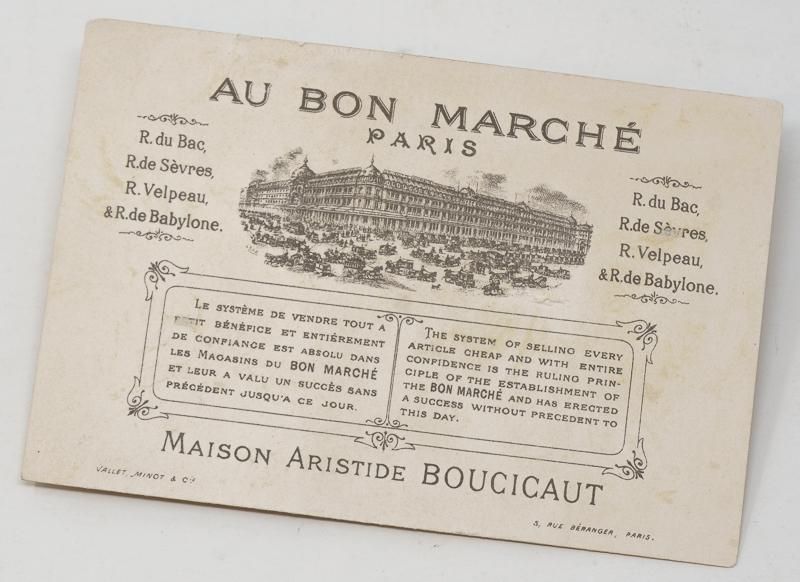 AU BON MARCHÉ
PARIS
R. du Bac,
R. de Sèvres,
R. Velpeau,
& R. de Babylone.
R. du Bac,
R. de Sèvres,
R. Velpeau,
& R. de Babylone.
LE SYSTÈME DE VENDRE TOUT A
PETIT BÉNÉFICE ET ENTIÉREMENT
DE CONFIANCE EST ABSOLU DANS
LES MAGASINS DU BON MARCHÉ
ET LEUR A VALU UN SUCCÈS SANS
PRÉCÉDENT JUSQU'A CE JOUR.
THE SYSTEM OF SELLING EVERY
ARTICLE CHEAP AND WITH ENTIRE
CONFIDENCE IS THE RULING PRIN-
CIPLE OF THE ESTABLISHMENT OF
THE BON MARCHÉ AND HAS ERECTED
A SUCCESS WITHOUT PRECEDENT TO
THIS DAY.
MAISON ARISTIDE BOUCICAUT
VALLET, MINOT & Cie
5, RUE BÉRANGER, PARIS.